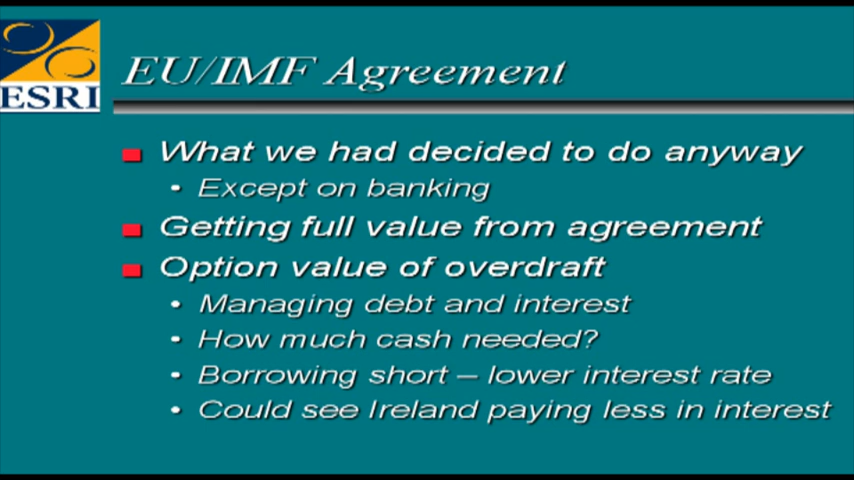 ESRI
EU/IMF Agreement
What we had decided to do anyway
• Except on banking
Getting full value from agreement
Option value of overdraft
• Managing debt and interest
• How much cash needed?
• Borrowing short – lower interest rate
• Could see Ireland paying less in interest